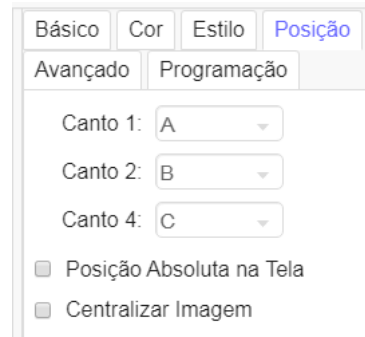 Básico Cor Estilo Posição
Avançado Programação
Canto 1: A
Canto 2: B
Canto 4: C
Posição Absoluta na Tela
Centralizar Imagem